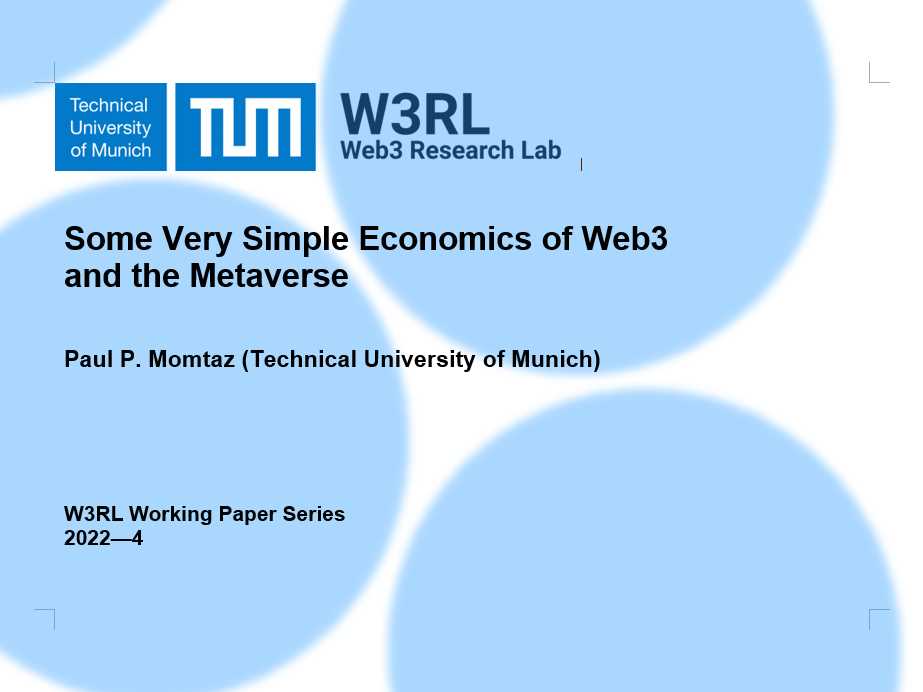 Technical
University
of Munich
TUM
W3RL
Web3 Research Lab
Some Very Simple Economics of Web3
and the Metaverse
Paul P. Momtaz (Technical University of Munich)
W3RL Working Paper Series
2022—4